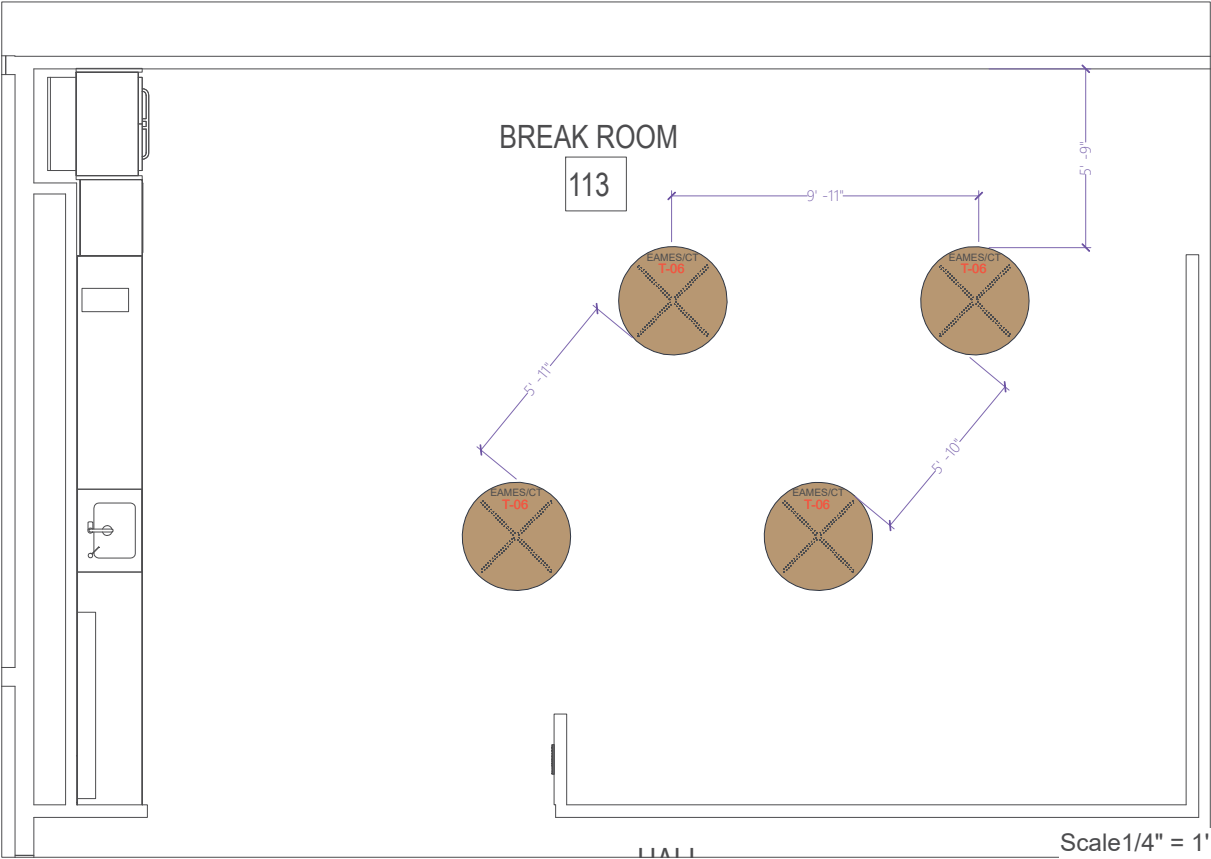 BREAK ROOM
113
5' -9"
9' -11"
EAMES/CT
T-06
EAMES/CT
T-06
5' -11"
5' -10"
EAMES/CT
T-06
EAMES/CT
T-06
Scale1/4" = 1'